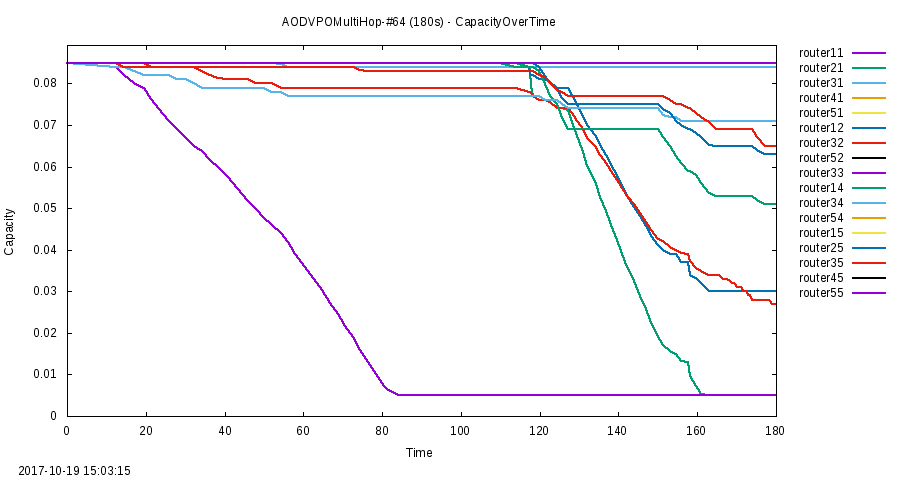 AODVPOMultiHop-#64 (180s) - CapacityOverTime
router11
router21
router31
router41
router51
router12
router32
router52
router33
router14
router34
router54
router15
router25
router35
router45
router55
0.08
0.07
0.06
0.05
0.04
0.03
0.02
0.01
0
Capacity
0 20 40 60 80 100 120 140 160 180
Time
2017-10-19 15:03:15